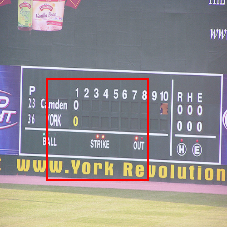 P 1 2 3 4 5 6 7 8 9 10 R H E
23 Camden 0 0 0 0
36 YORK 0 0 0 0
BALL STRIKE OUT H E
www.York Revolution